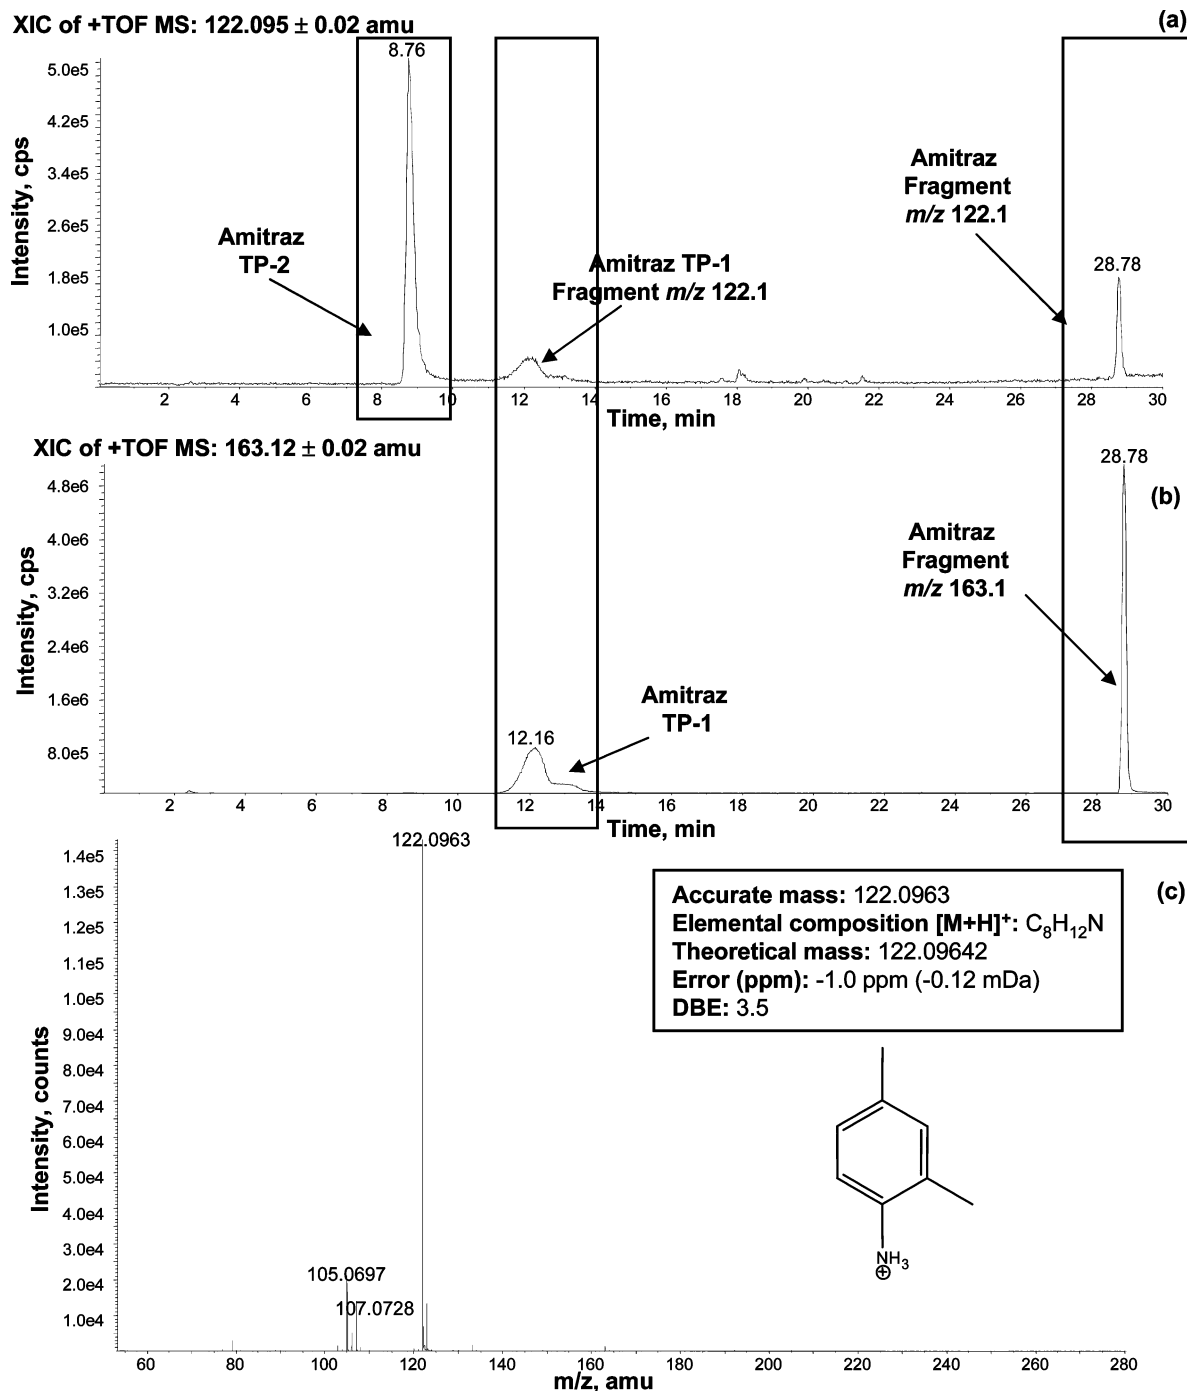 XIC of +TOF MS: 122.095 ± 0.02 amu
(a)
8.76
5.0e5
4.2e5
3.4e5
2.6e5
1.8e5
1.0e5
Intensity, cps
Amitraz
TP-2
Amitraz TP-1
Fragment m/z 122.1
Amitraz
Fragment
m/z 122.1
28.78
2 4 6 8 10 12 14 16 18 20 22 24 26 28 30
Time, min
XIC of +TOF MS: 163.12 ± 0.02 amu
28.78
(b)
4.8e6
4.0e6
3.2e6
2.4e6
1.6e6
8.0e5
Intensity, cps
Amitraz
Fragment
m/z 163.1
Amitraz
TP-1
12.16
2 4 6 8 10 12 14 16 18 20 22 24 26 28 30
Time, min
122.0963
(c)
1.4e5
1.3e5
1.2e5
1.1e5
1.0e5
9.0e4
8.0e4
7.0e4
6.0e4
5.0e4
4.0e4
3.0e4
2.0e4
1.0e4
Intensity, counts
Accurate mass: 122.0963
Elemental composition [M+H]⁺: C₈H₁₂N
Theoretical mass: 122.09642
Error (ppm): -1.0 ppm (-0.12 mDa)
DBE: 3.5
NH₃
⊕
105.0697
107.0728
60 80 100 120 140 160 180 200 220 240 260 280
m/z, amu